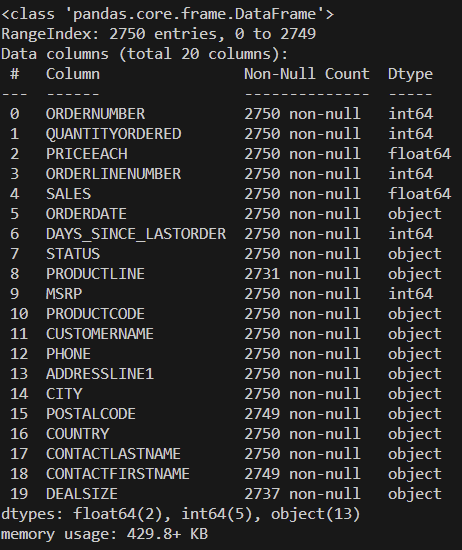 <class 'pandas.core.frame.DataFrame'>
RangeIndex: 2750 entries, 0 to 2749
Data columns (total 20 columns):
 #   Column               Non-Null Count  Dtype
---  ------               --------------  -----
 0   ORDERNUMBER          2750 non-null   int64
 1   QUANTITYORDERED      2750 non-null   int64
 2   PRICEEACH            2750 non-null   float64
 3   ORDERLINENUMBER      2750 non-null   int64
 4   SALES                2750 non-null   float64
 5   ORDERDATE            2750 non-null   object
 6   DAYS_SINCE_LASTORDER 2750 non-null   int64
 7   STATUS               2750 non-null   object
 8   PRODUCTLINE          2731 non-null   object
 9   MSRP                 2750 non-null   int64
 10  PRODUCTCODE          2750 non-null   object
 11  CUSTOMERNAME         2750 non-null   object
 12  PHONE                2750 non-null   object
 13  ADDRESSLINE1         2750 non-null   object
 14  CITY                 2750 non-null   object
 15  POSTALCODE           2749 non-null   object
 16  COUNTRY              2750 non-null   object
 17  CONTACTLASTNAME      2750 non-null   object
 18  CONTACTFIRSTNAME     2749 non-null   object
 19  DEALSIZE             2737 non-null   object
dtypes: float64(2), int64(5), object(13)
memory usage: 429.8+ KB